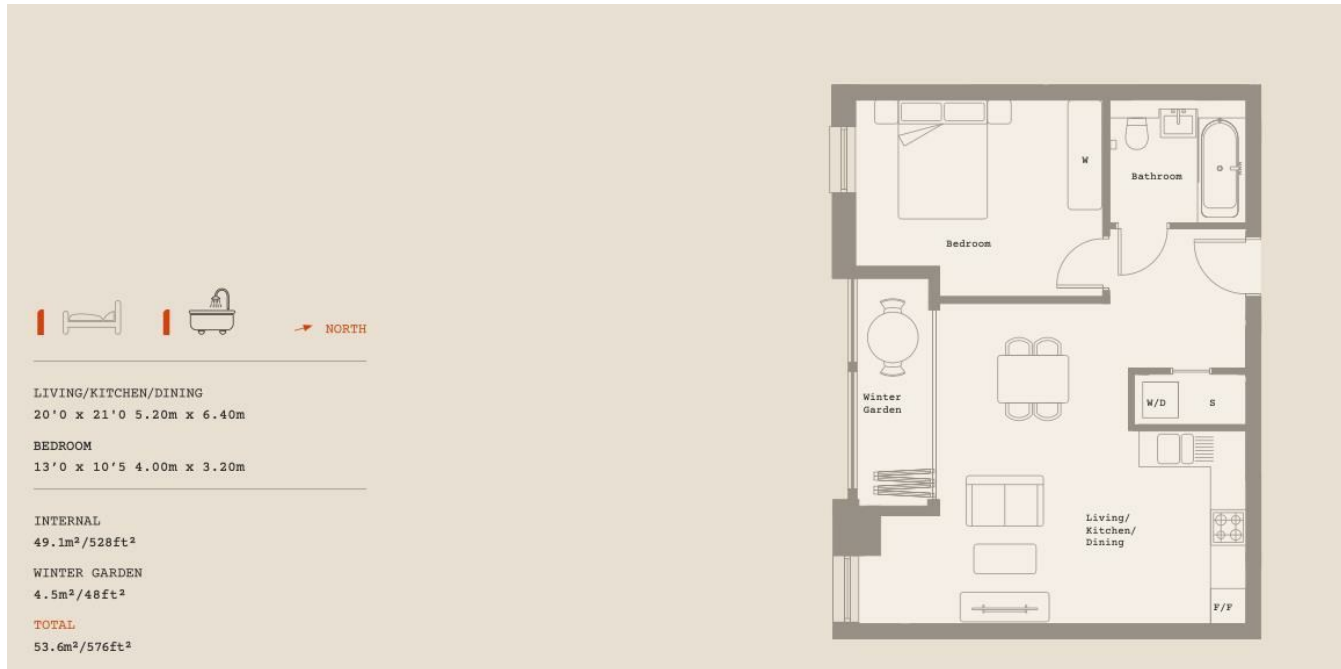 NORTH
LIVING/KITCHEN/DINING
20'0 x 21'0 5.20m x 6.40m
BEDROOM
13’0 x 10’5 4.00m x 3.20m
INTERNAL
49.1m²/528ft²
WINTER GARDEN
4.5m²/48ft²
TOTAL
53.6m²/576ft²
W
Bathroom
Bedroom
Winter
Garden
W/D
S
Living/
Kitchen/
Dining
F/F